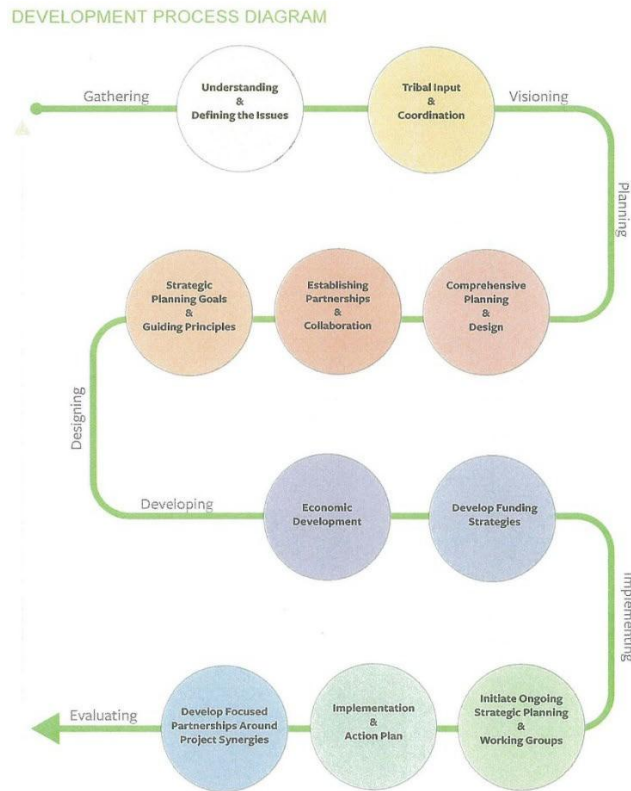 DEVELOPMENT PROCESS DIAGRAM
Gathering
Understanding
&
Defining the Issues
Tribal Input
&
Coordination
Visioning
Planning
Comprehensive
Planning
&
Design
Establishing
Partnerships
&
Collaboration
Strategic
Planning Goals
&
Guiding Principles
Designing
Developing
Economic
Development
Develop Funding
Strategies
Implementing
Initiate Ongoing
Strategic Planning
&
Working Groups
Implementation
&
Action Plan
Develop Focused
Partnerships Around
Project Synergies
Evaluating